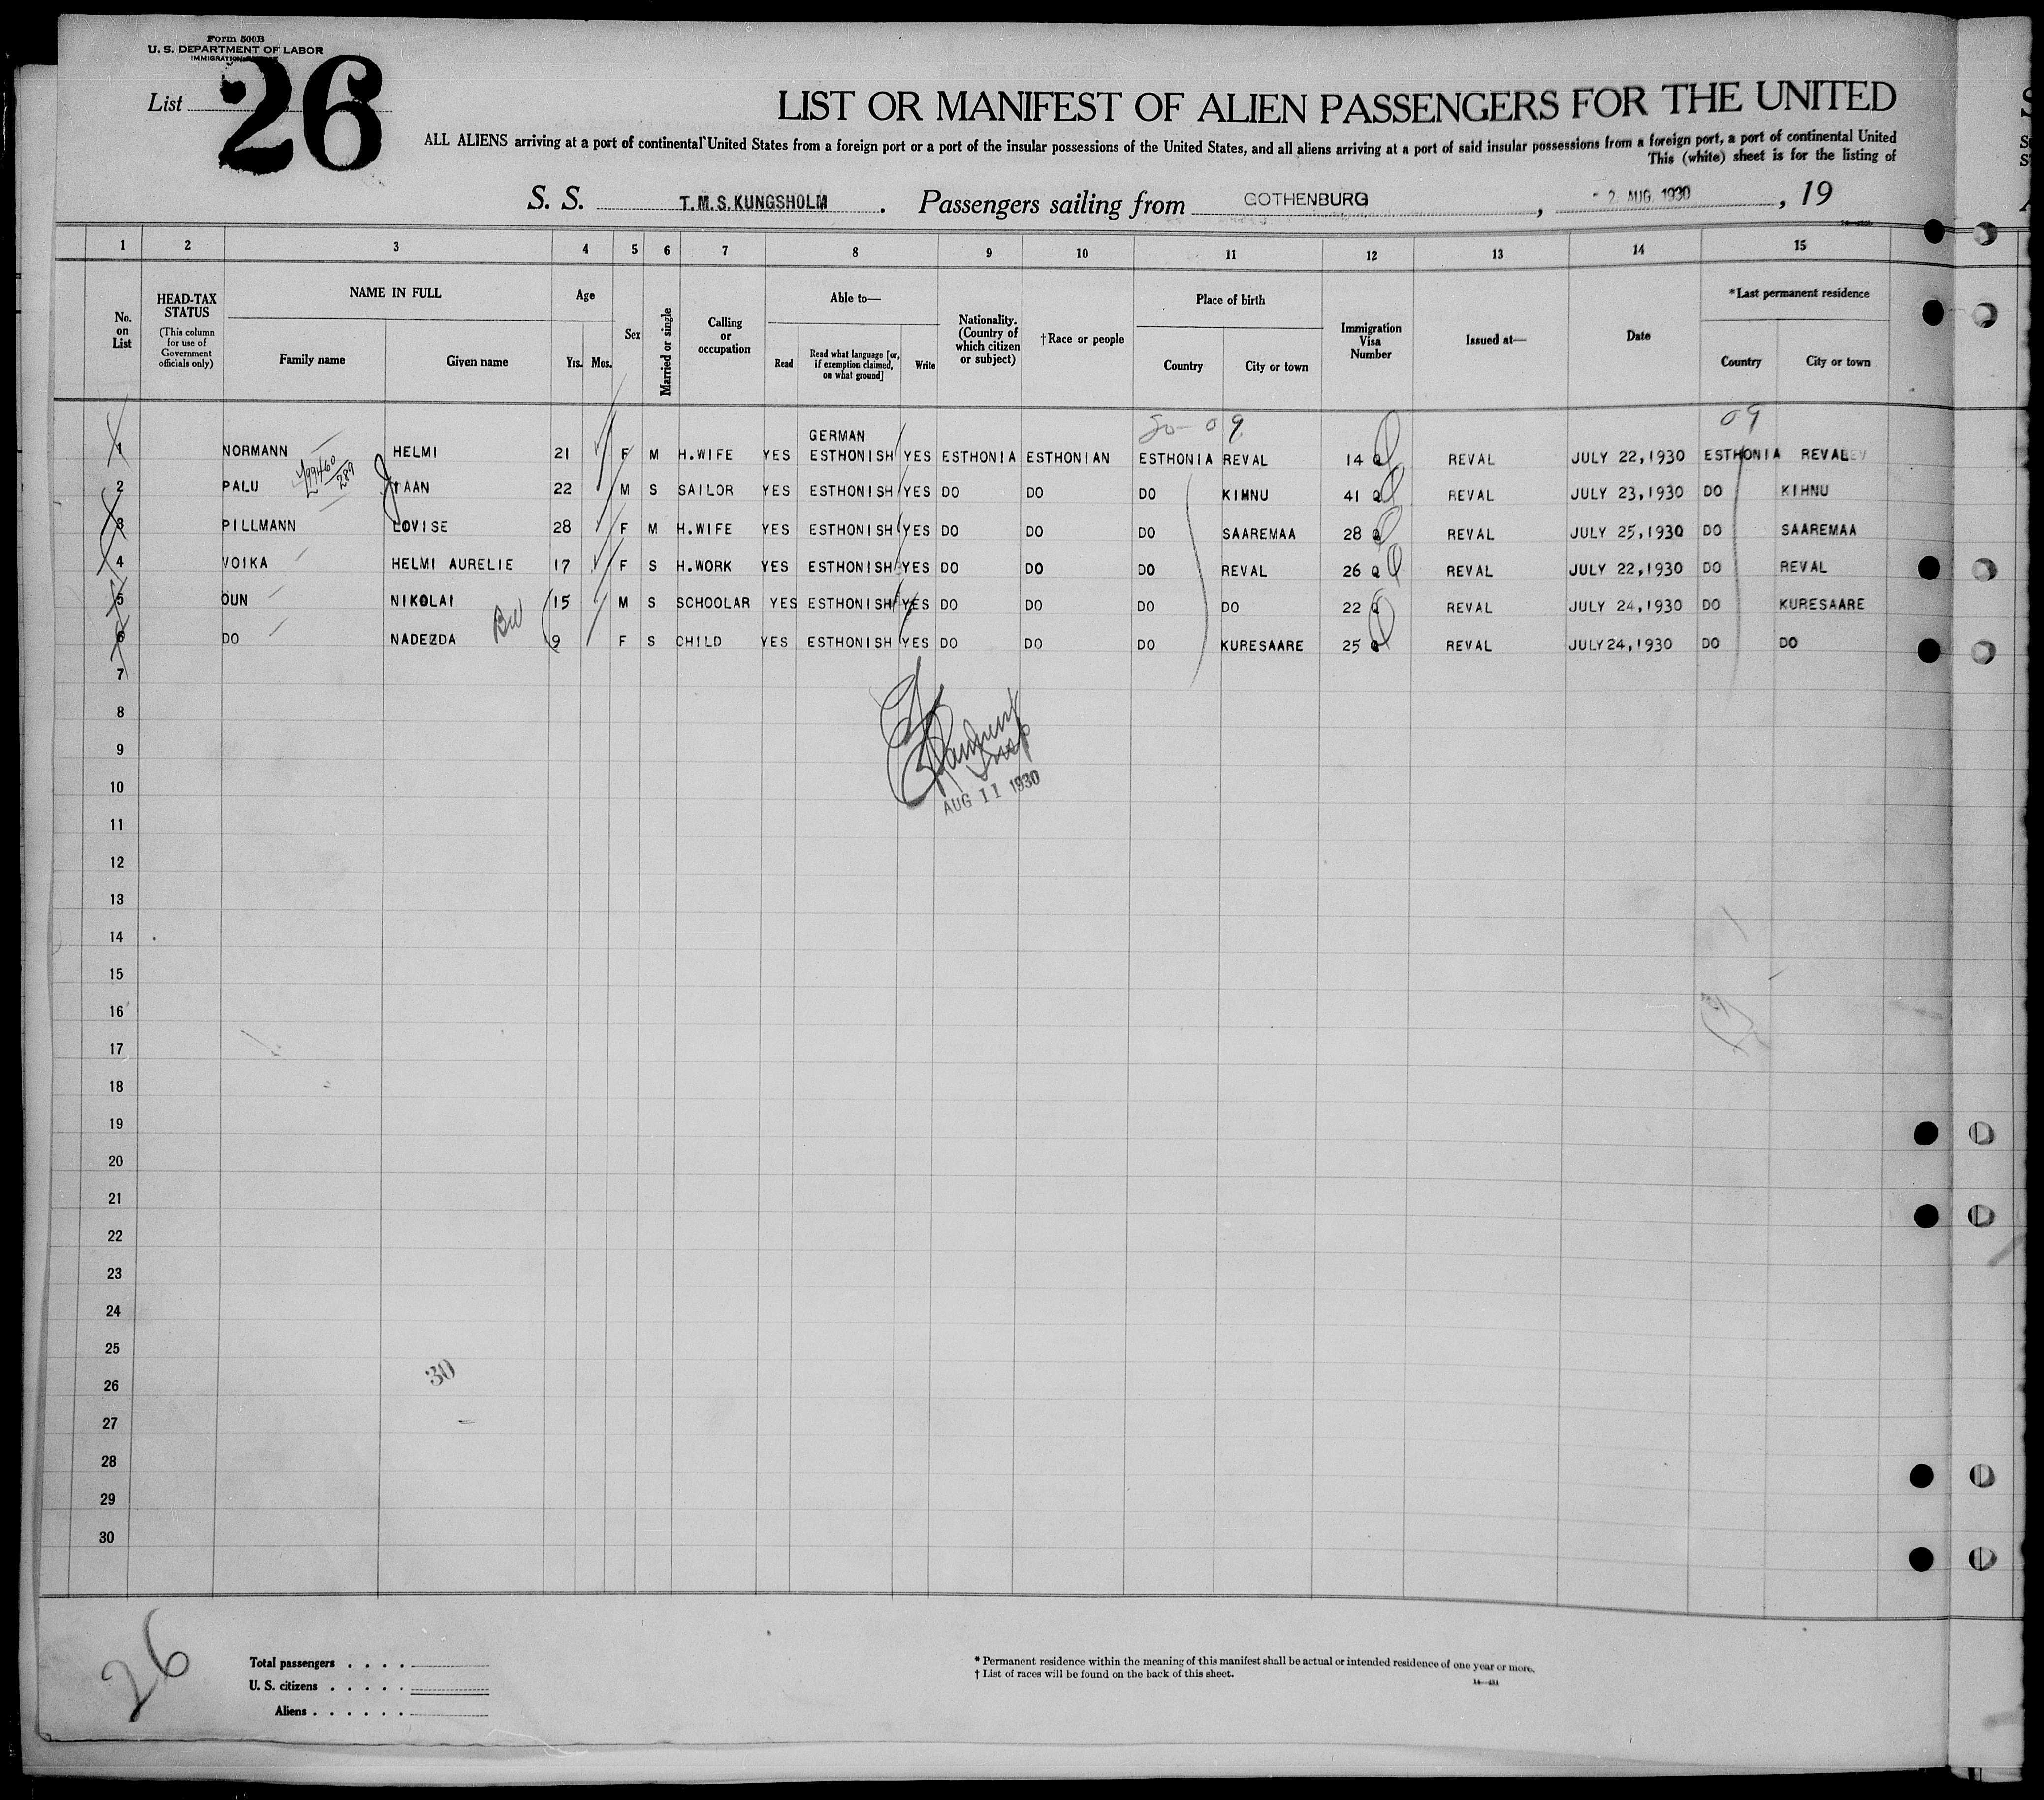 Form 500B
U. S. DEPARTMENT OF LABOR
List 26
LIST OR MANIFEST OF ALIEN PASSENGERS FOR THE UNITED
ALL ALIENS arriving at a port of continental United States from a foreign port or a port of the insular possessions of the United States, and all aliens arriving at a port of said insular possessions from a foreign port, a port of continental United
This (white) sheet is for the listing of
S. S. T.M.S.KUNGSHOLM. Passengers sailing from GOTHENBURG, 2 AUG. 1930, 19
1 2 3 4 5 6 7 8 9 10 11 12 13 14 15
No. on List
HEAD-TAX STATUS (This column for use of Government officials only)
NAME IN FULL
Family name Given name
Age
Yrs. Mos.
Sex
Married or single
Calling or occupation
Able to—
Read Read what language [or, if exemption claimed, on what ground] Write
Nationality. (Country of which citizen or subject)
†Race or people
Place of birth
Country City or town
Immigration Visa Number
Issued at—
Date
*Last permanent residence
Country City or town
09
GERMAN
1 NORMANN HELMI 21 F M H.WIFE YES ESTHONISH YES ESTHONIA ESTHONIAN ESTHONIA REVAL 14 Q REVAL JULY 22,1930 ESTHONIA REVAL
2 PALU JAAN 22 M S SAILOR YES ESTHONISH YES DO DO DO KIHNU 41 Q REVAL JULY 23,1930 DO KIHNU
3 PILLMANN LOVISE 28 F M H.WIFE YES ESTHONISH YES DO DO DO SAAREMAA 28 Q REVAL JULY 25,1930 DO SAAREMAA
4 VOIKA HELMI AURELIE 17 F S H.WORK YES ESTHONISH YES DO DO DO REVAL 26 Q REVAL JULY 22,1930 DO REVAL
5 OUN NIKOLAI 15 M S SCHOOLAR YES ESTHONISH YES DO DO DO DO 22 Q REVAL JULY 24,1930 DO KURESAARE
6 DO NADEZDA 9 F S CHILD YES ESTHONISH YES DO DO DO KURESAARE 25 Q REVAL JULY 24,1930 DO DO
7
8
9
10
AUG 11 1930
11
12
13
14
15
16
17
18
19
20
21
22
23
24
25
30
26
27
28
29
30
26
Total passengers . . . .
U. S. citizens . . . . .
Aliens . . . . . .
* Permanent residence within the meaning of this manifest shall be actual or intended residence of one year or more.
† List of races will be found on the back of this sheet.